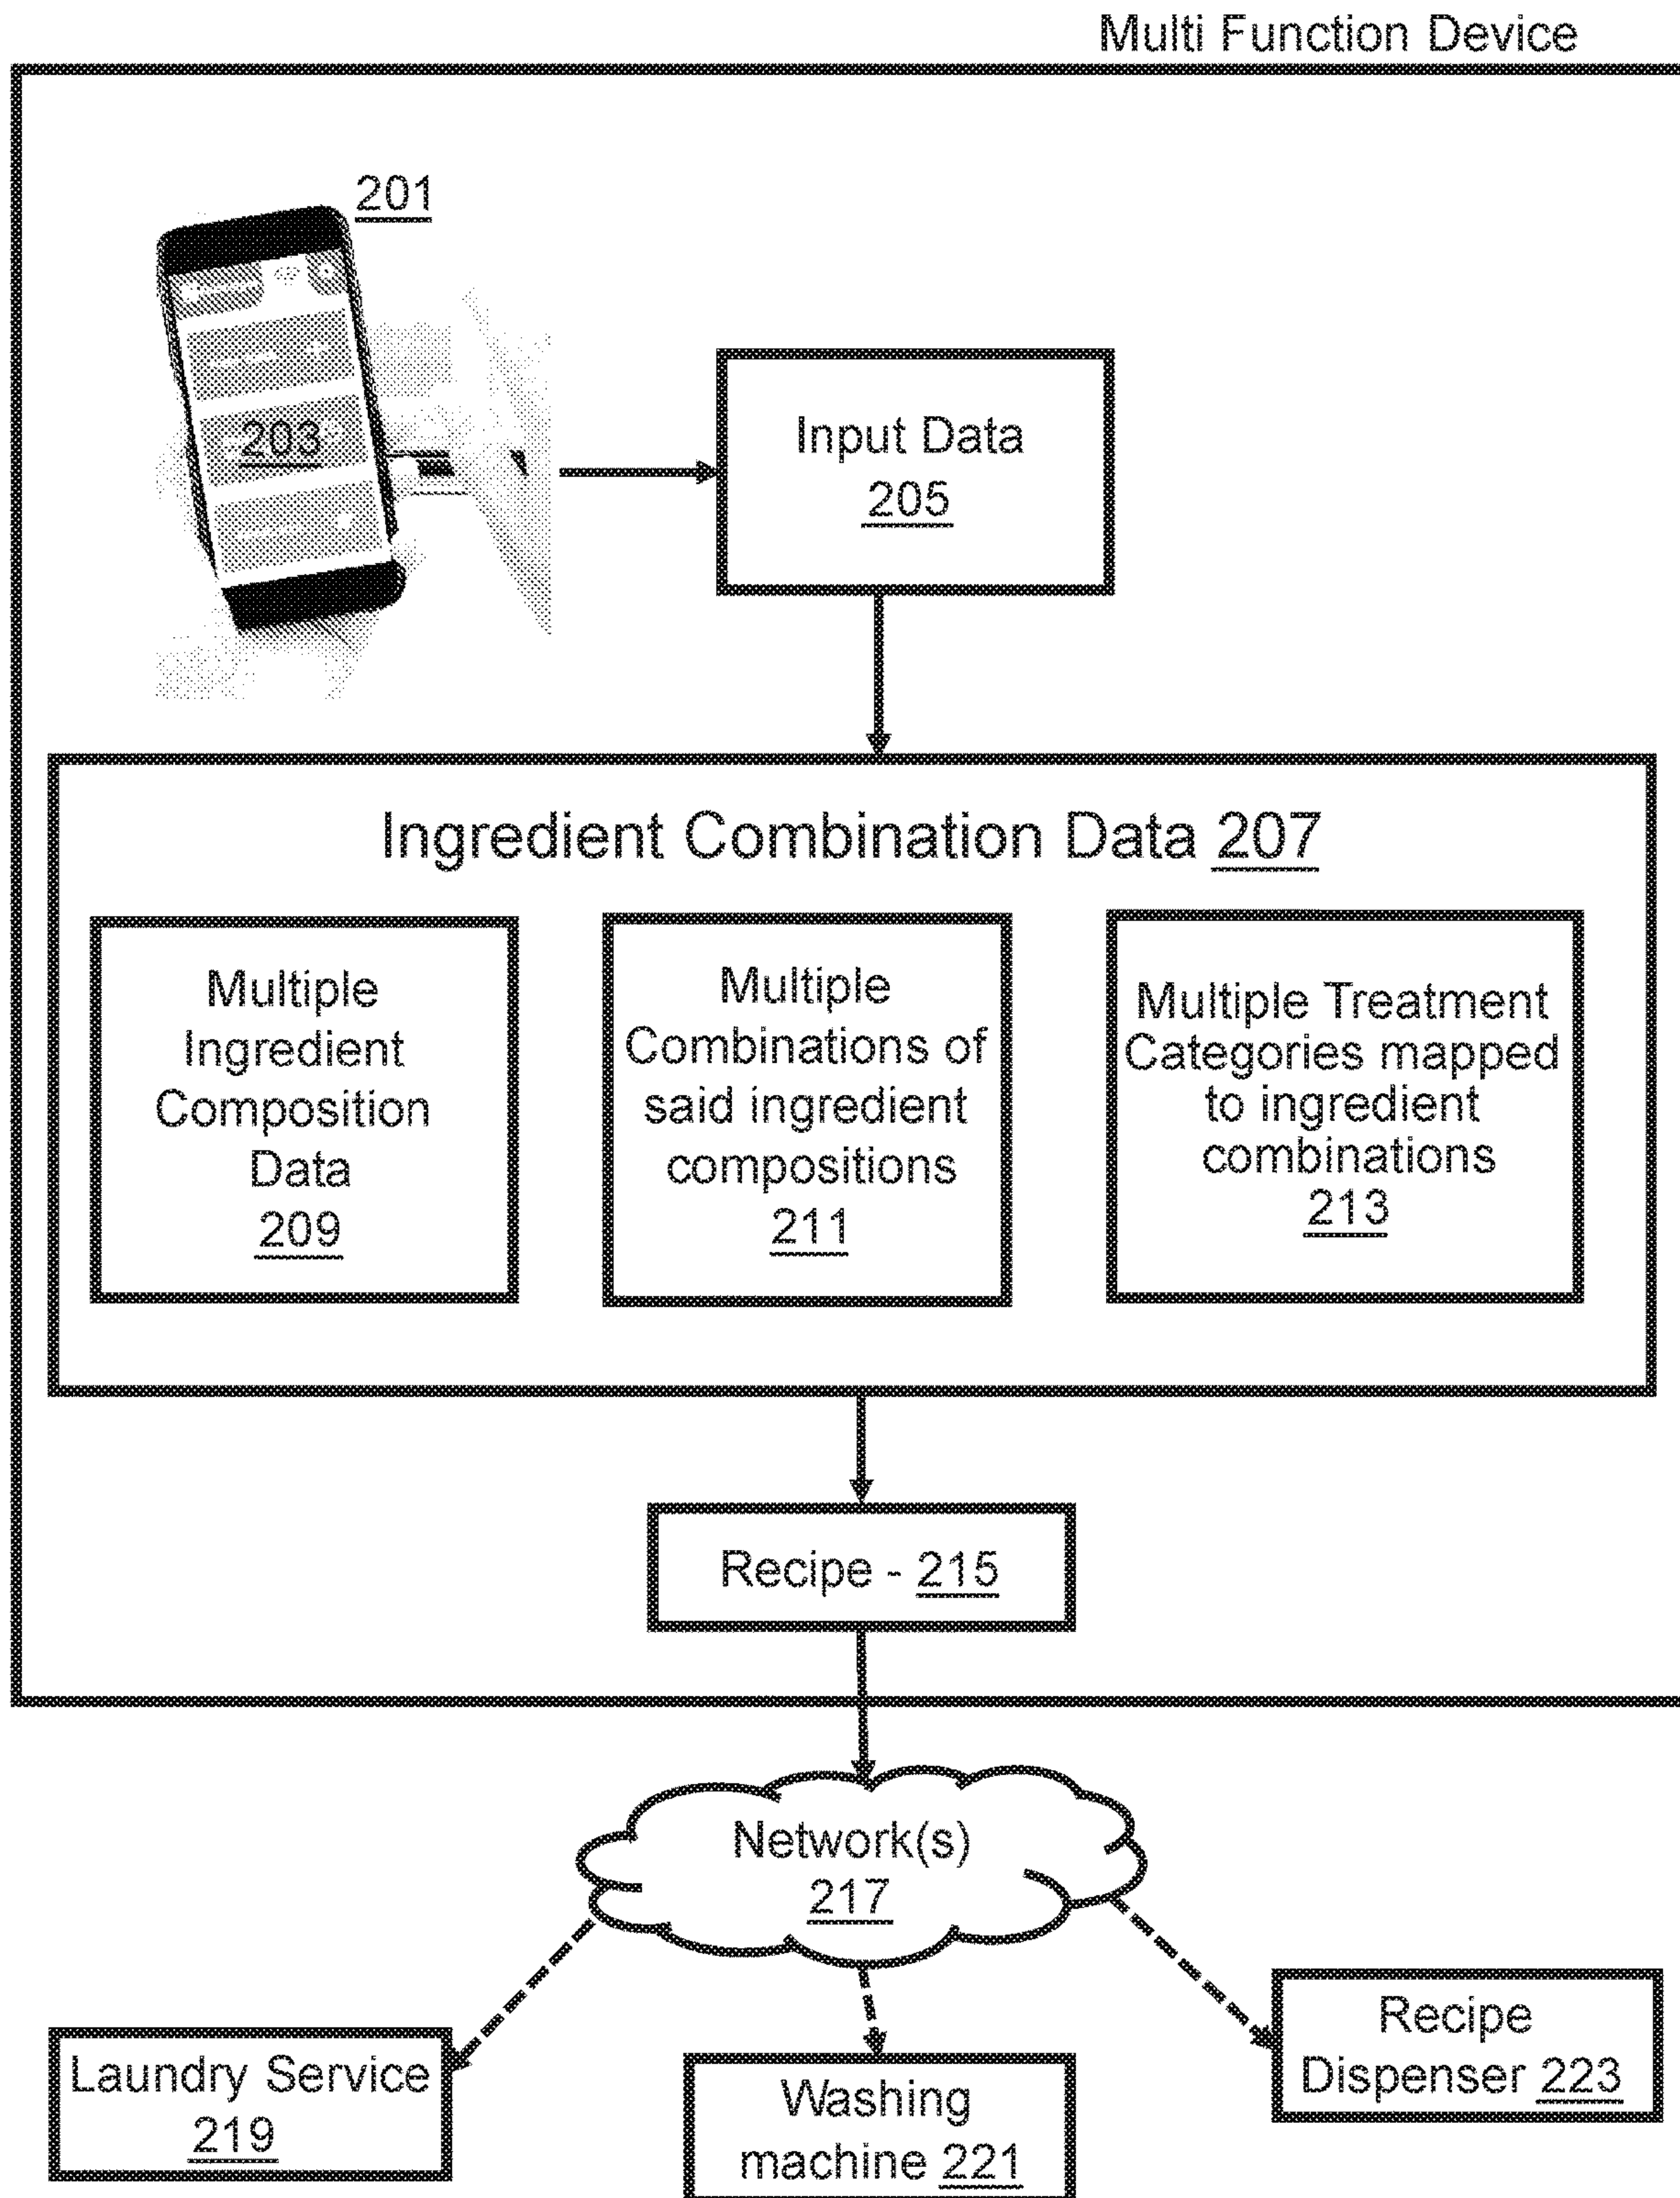 Multi Function Device
201
203
Input Data
205
Ingredient Combination Data 207
Multiple
Ingredient
Composition
Data
209
Multiple
Combinations of
said ingredient
compositions
211
Multiple Treatment
Categories mapped
to ingredient
combinations
213
Recipe - 215
Network(s)
217
Laundry Service
219
Washing
machine 221
Recipe
Dispenser 223